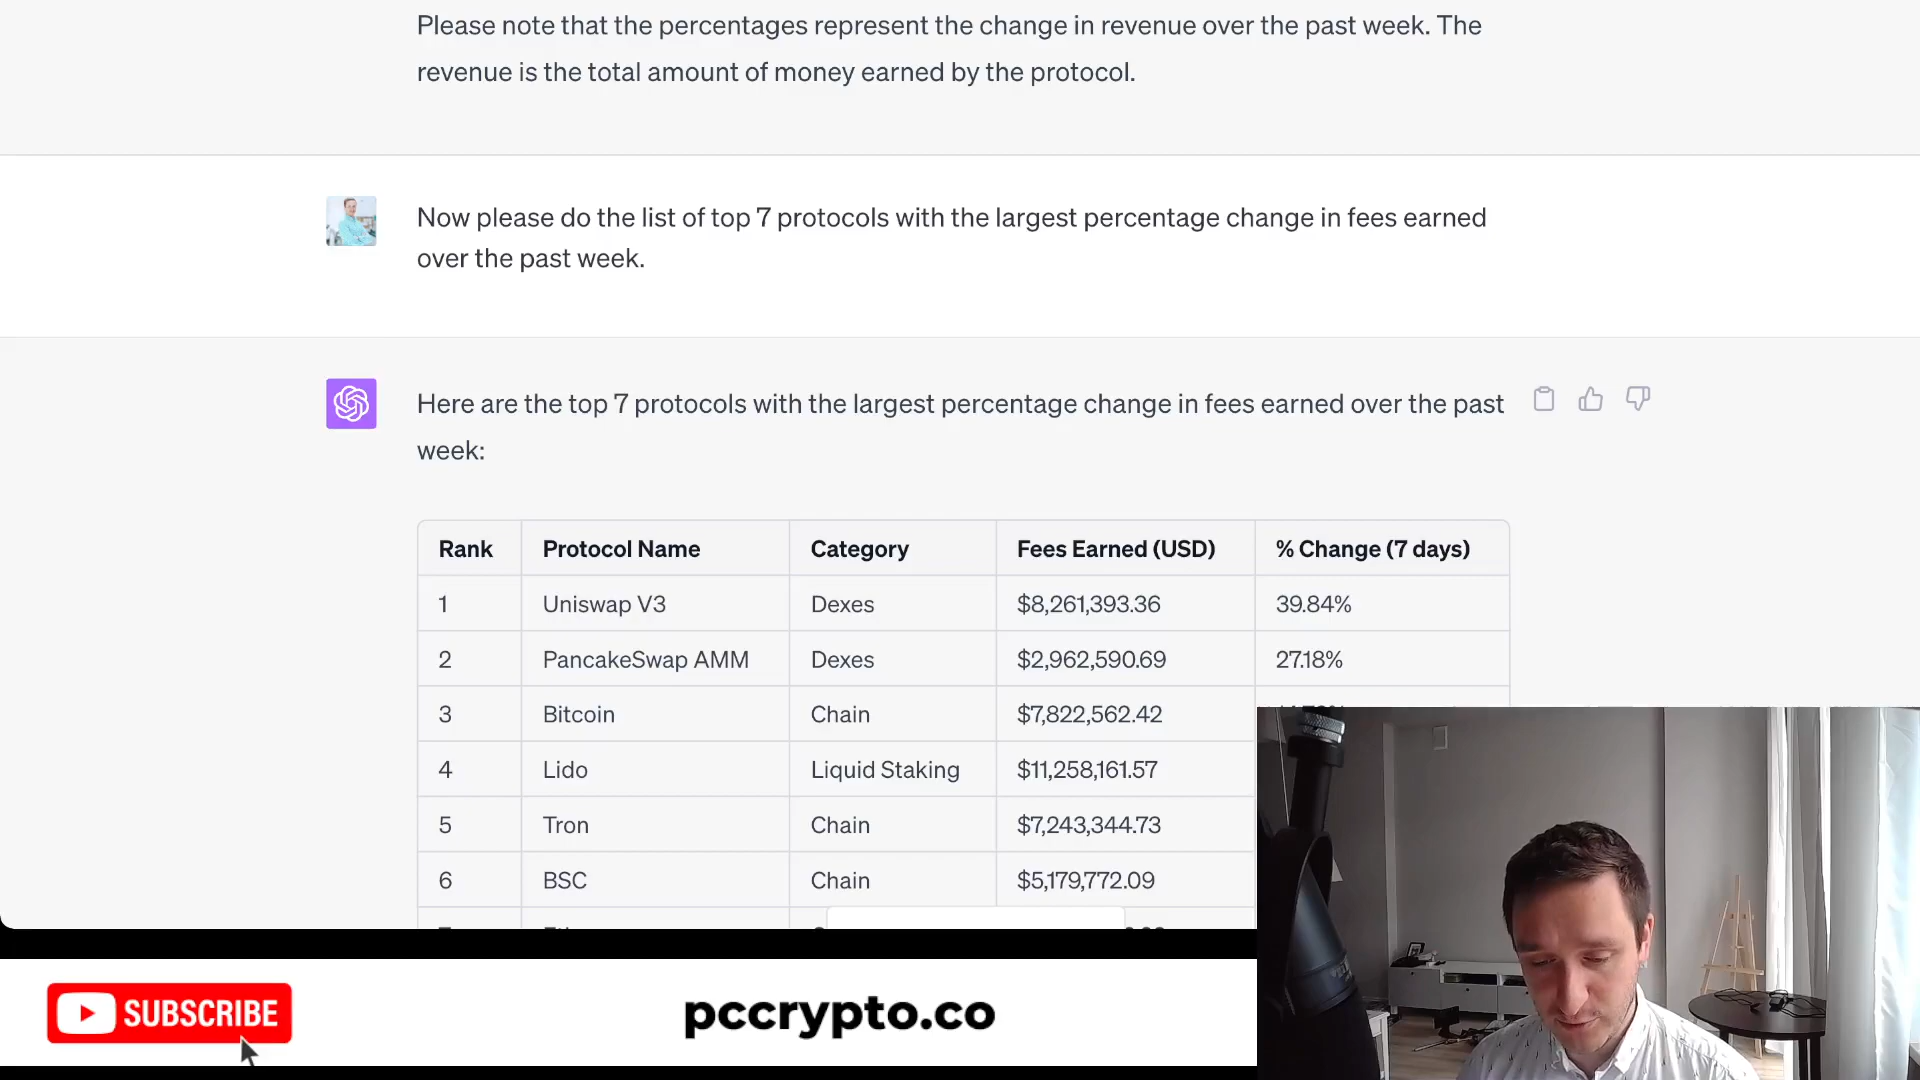 Please note that the percentages represent the change in revenue over the past week. The
revenue is the total amount of money earned by the protocol.
Now please do the list of top 7 protocols with the largest percentage change in fees earned
over the past week.
Here are the top 7 protocols with the largest percentage change in fees earned over the past
week:
Rank Protocol Name Category Fees Earned (USD) % Change (7 days)
1 Uniswap V3 Dexes $8,261,393.36 39.84%
2 PancakeSwap AMM Dexes $2,962,590.69 27.18%
3 Bitcoin Chain $7,822,562.42
4 Lido Liquid Staking $11,258,161.57
5 Tron Chain $7,243,344.73
6 BSC Chain $5,179,772.09
SUBSCRIBE
pccrypto.co